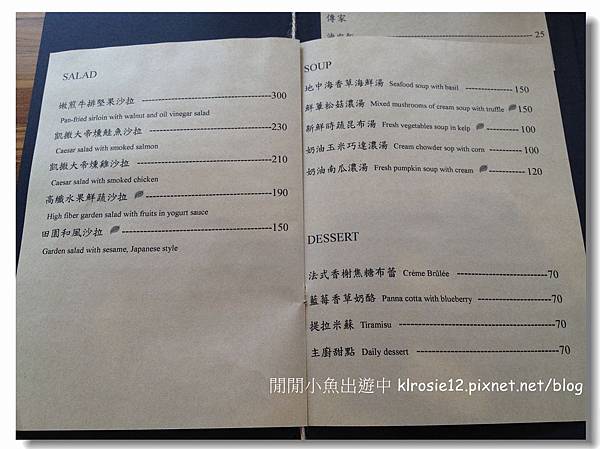 傳家
25
SALAD
嫩煎牛排堅果沙拉 300
Pan-fried sirloin with walnut and oil vinegar salad
凱撒大帝燻鮭魚沙拉 230
Caesar salad with smoked salmon
凱撒大帝燻雞沙拉 210
Caesar salad with smoked chicken
高纖水果鮮蔬沙拉 190
High fiber garden salad with fruits in yogurt sauce
田園和風沙拉 150
Garden salad with sesame, Japanese style
SOUP
地中海香草海鮮湯 Seafood soup with basil 150
鮮蕈松菇濃湯 Mixed mushrooms of cream soup with truffle 150
新鮮時蔬昆布湯 Fresh vegetables soup in kelp 100
奶油玉米巧達濃湯 Cream chowder sop with corn 100
奶油南瓜濃湯 Fresh pumpkin soup with cream 120
DESSERT
法式香榭焦糖布蕾 Crème Brûlée 70
藍莓香草奶酪 Panna cotta with blueberry 70
提拉米蘇 Tiramisu 70
主廚甜點 Daily dessert 70
閒閒小魚出遊中 klrosie12.pixnet.net/blog